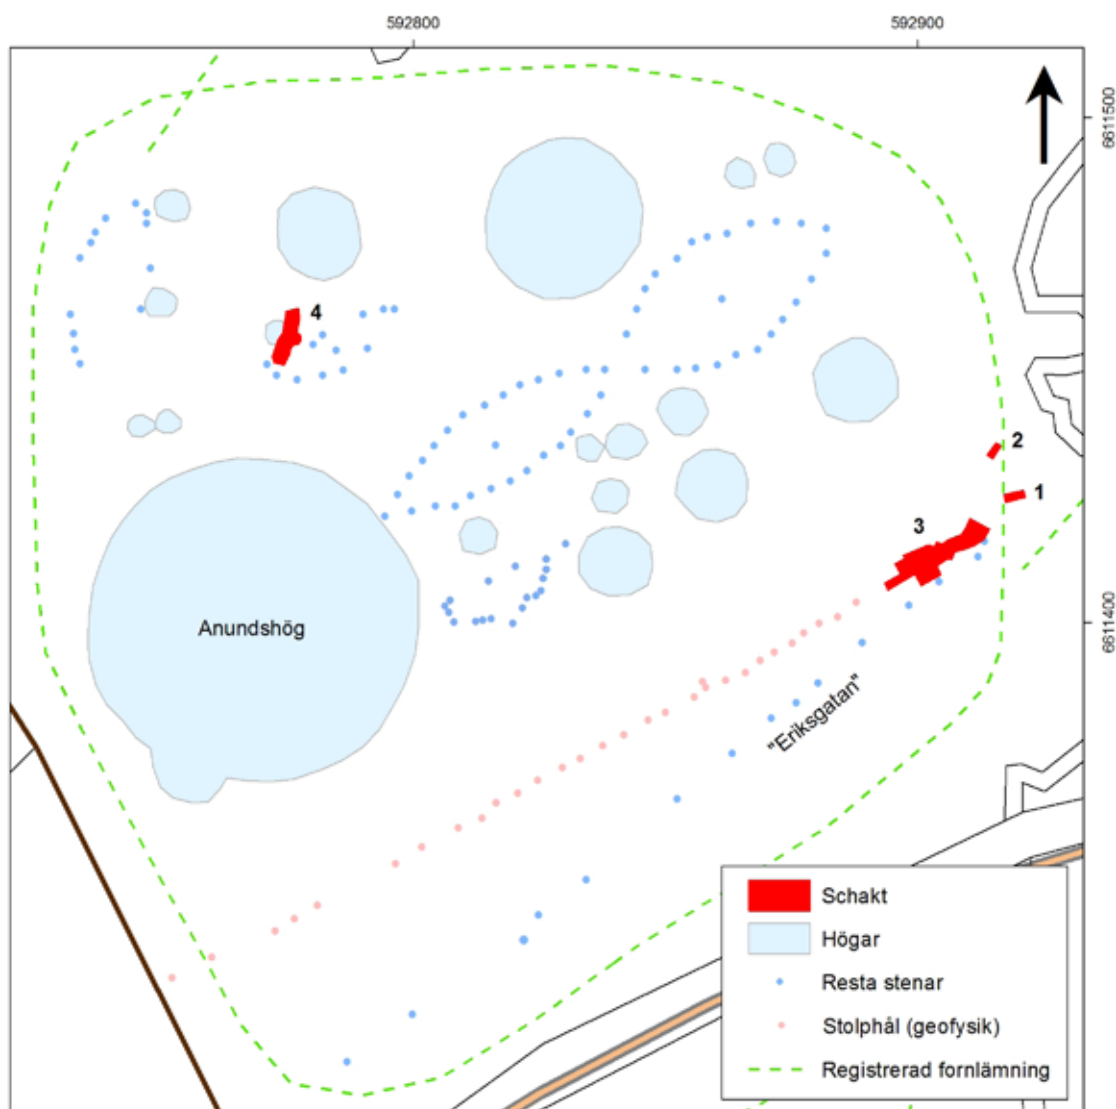 592800
592900
6611500
4
2
1
3
6611400
Anundshög
"Eriksgatan"
Schakt
Högar
Resta stenar
Stolphål (geofysik)
Registrerad fornlämning